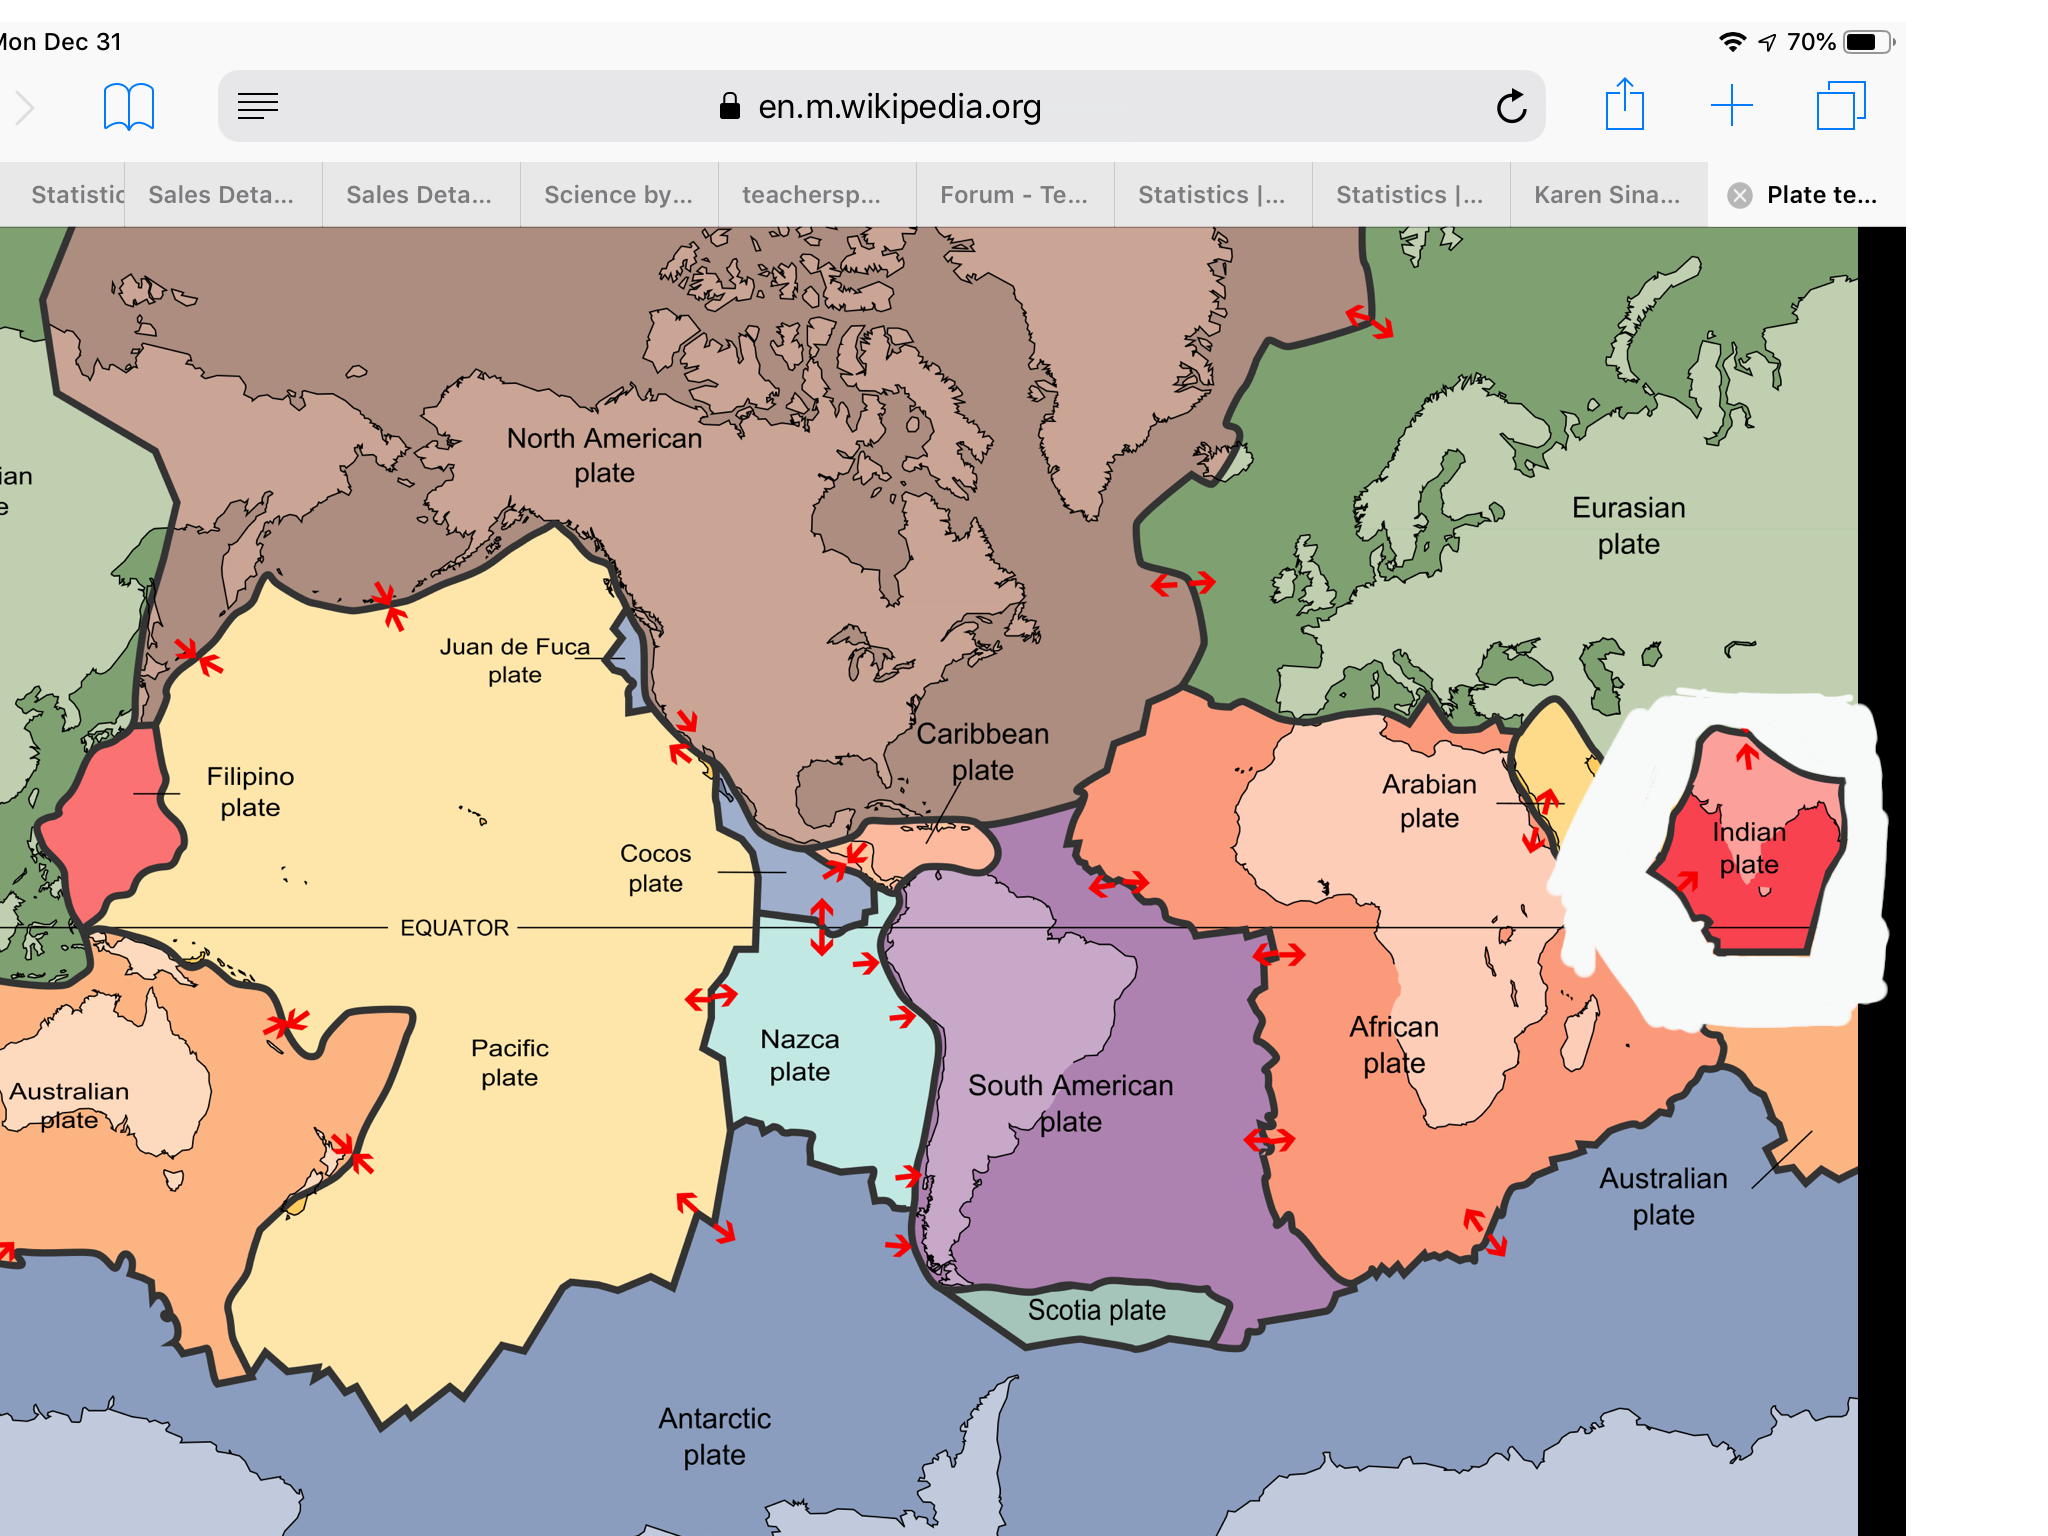 Mon Dec 31
70%
en.m.wikipedia.org
Statistic
Sales Deta...
Sales Deta...
Science by...
teachersp...
Forum - Te...
Statistics |...
Statistics |...
Karen Sina...
Plate te...
North American
plate
ian
e
Eurasian
plate
Juan de Fuca
plate
Filipino
plate
Caribbean
plate
Arabian
plate
Indian
plate
Cocos
plate
EQUATOR
Nazca
plate
African
plate
Pacific
plate
South American
plate
Australian
plate
Australian
plate
Scotia plate
Antarctic
plate